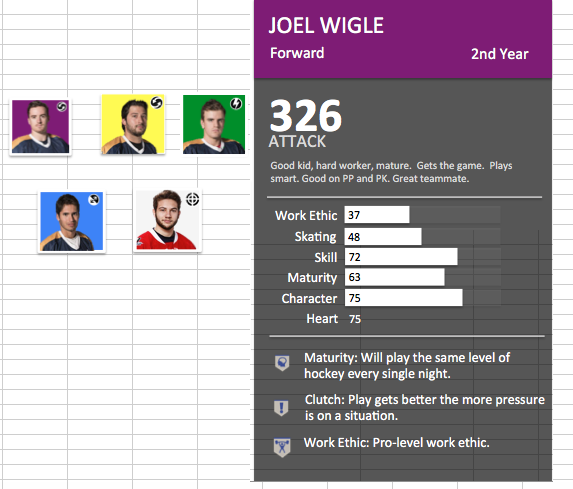 JOEL WIGLE
Forward
2nd Year
326
ATTACK
Good kid, hard worker, mature. Gets the game. Plays
smart. Good on PP and PK. Great teammate.
Work Ethic 37
Skating 48
Skill 72
Maturity 63
Character 75
Heart 75
Maturity: Will play the same level of
hockey every single night.
Clutch: Play gets better the more pressure
is on a situation.
Work Ethic: Pro-level work ethic.